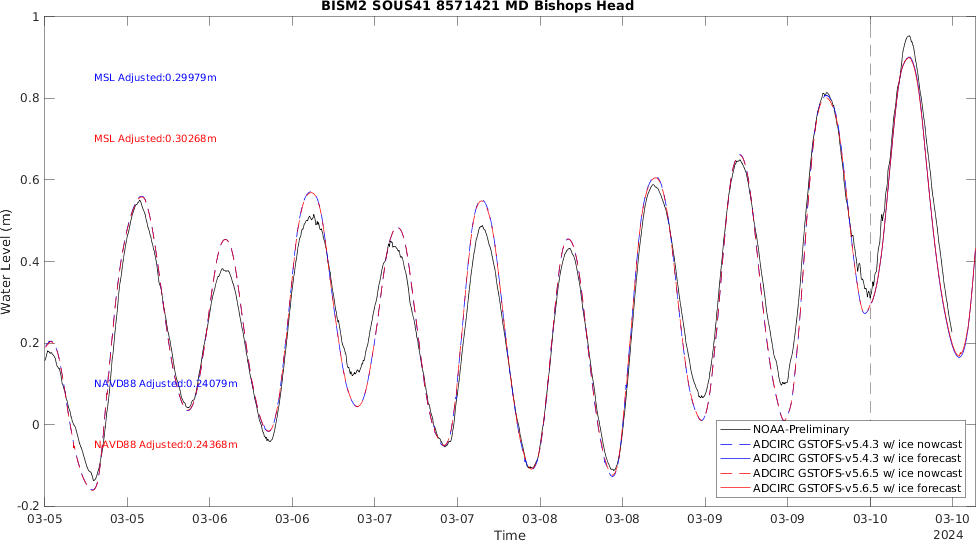 BISM2 SOUS41 8571421 MD Bishops Head
Water Level (m)
1
0.8
0.6
0.4
0.2
0
-0.2
MSL Adjusted:0.29979m
MSL Adjusted:0.30268m
NAVD88 Adjusted:0.24079m
NAVD88 Adjusted:0.24368m
NOAA-Preliminary
ADCIRC GSTOFS-v5.4.3 w/ ice nowcast
ADCIRC GSTOFS-v5.4.3 w/ ice forecast
ADCIRC GSTOFS-v5.6.5 w/ ice nowcast
ADCIRC GSTOFS-v5.6.5 w/ ice forecast
03-05 03-05 03-06 03-06 03-07 03-07 03-08 03-08 03-09 03-09 03-10 03-10
Time
2024